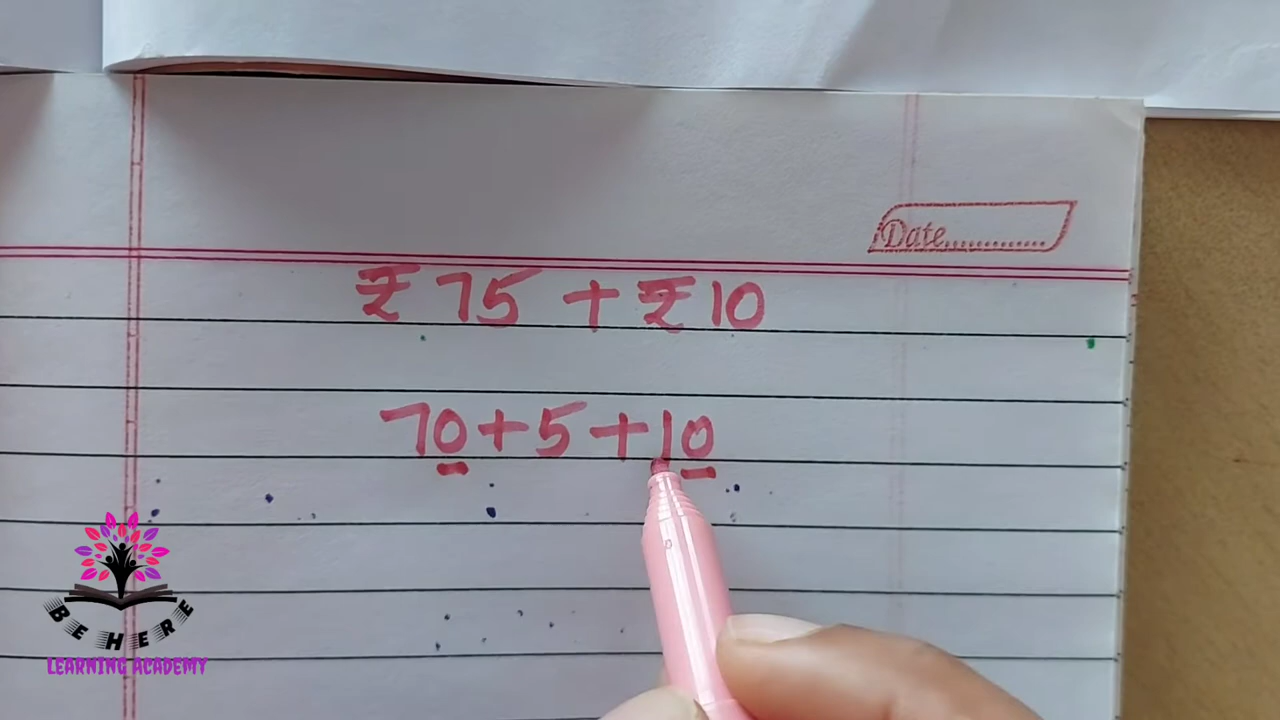 Date..............
₹ 75 + ₹ 10
70+5+10
BE HERE
LEARNING ACADEMY